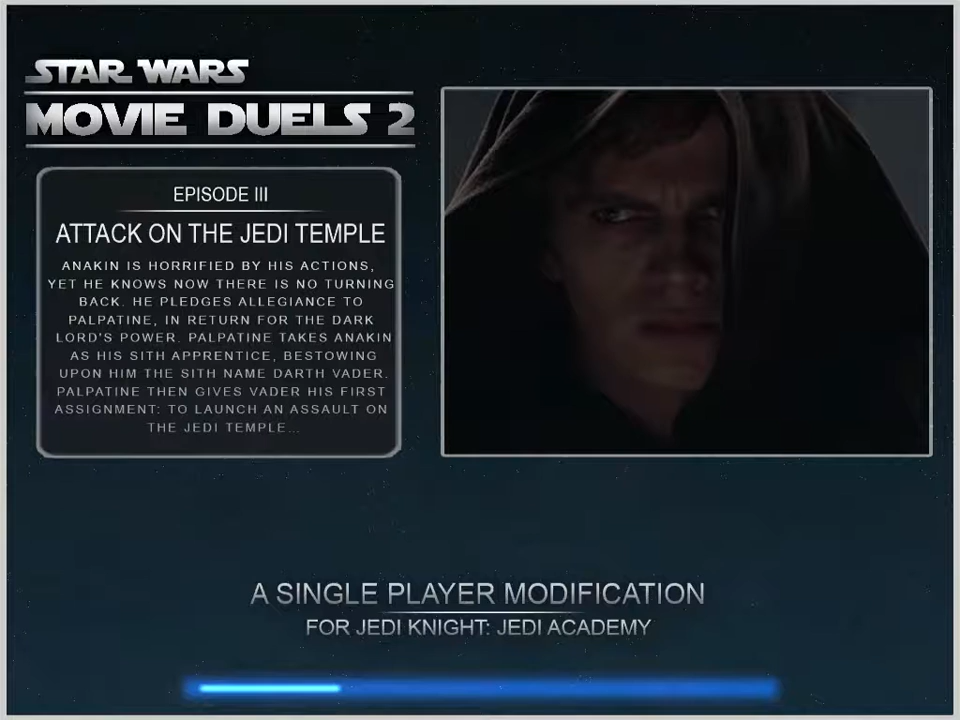 STAR WARS
MOVIE DUELS 2
EPISODE III
ATTACK ON THE JEDI TEMPLE
ANAKIN IS HORRIFIED BY HIS ACTIONS,
YET HE KNOWS NOW THERE IS NO TURNING
BACK. HE PLEDGES ALLEGIANCE TO
PALPATINE, IN RETURN FOR THE DARK
LORD'S POWER. PALPATINE TAKES ANAKIN
AS HIS SITH APPRENTICE, BESTOWING
UPON HIM THE SITH NAME DARTH VADER.
PALPATINE THEN GIVES VADER HIS FIRST
ASSIGNMENT: TO LAUNCH AN ASSAULT ON
THE JEDI TEMPLE...
A SINGLE PLAYER MODIFICATION
FOR JEDI KNIGHT: JEDI ACADEMY